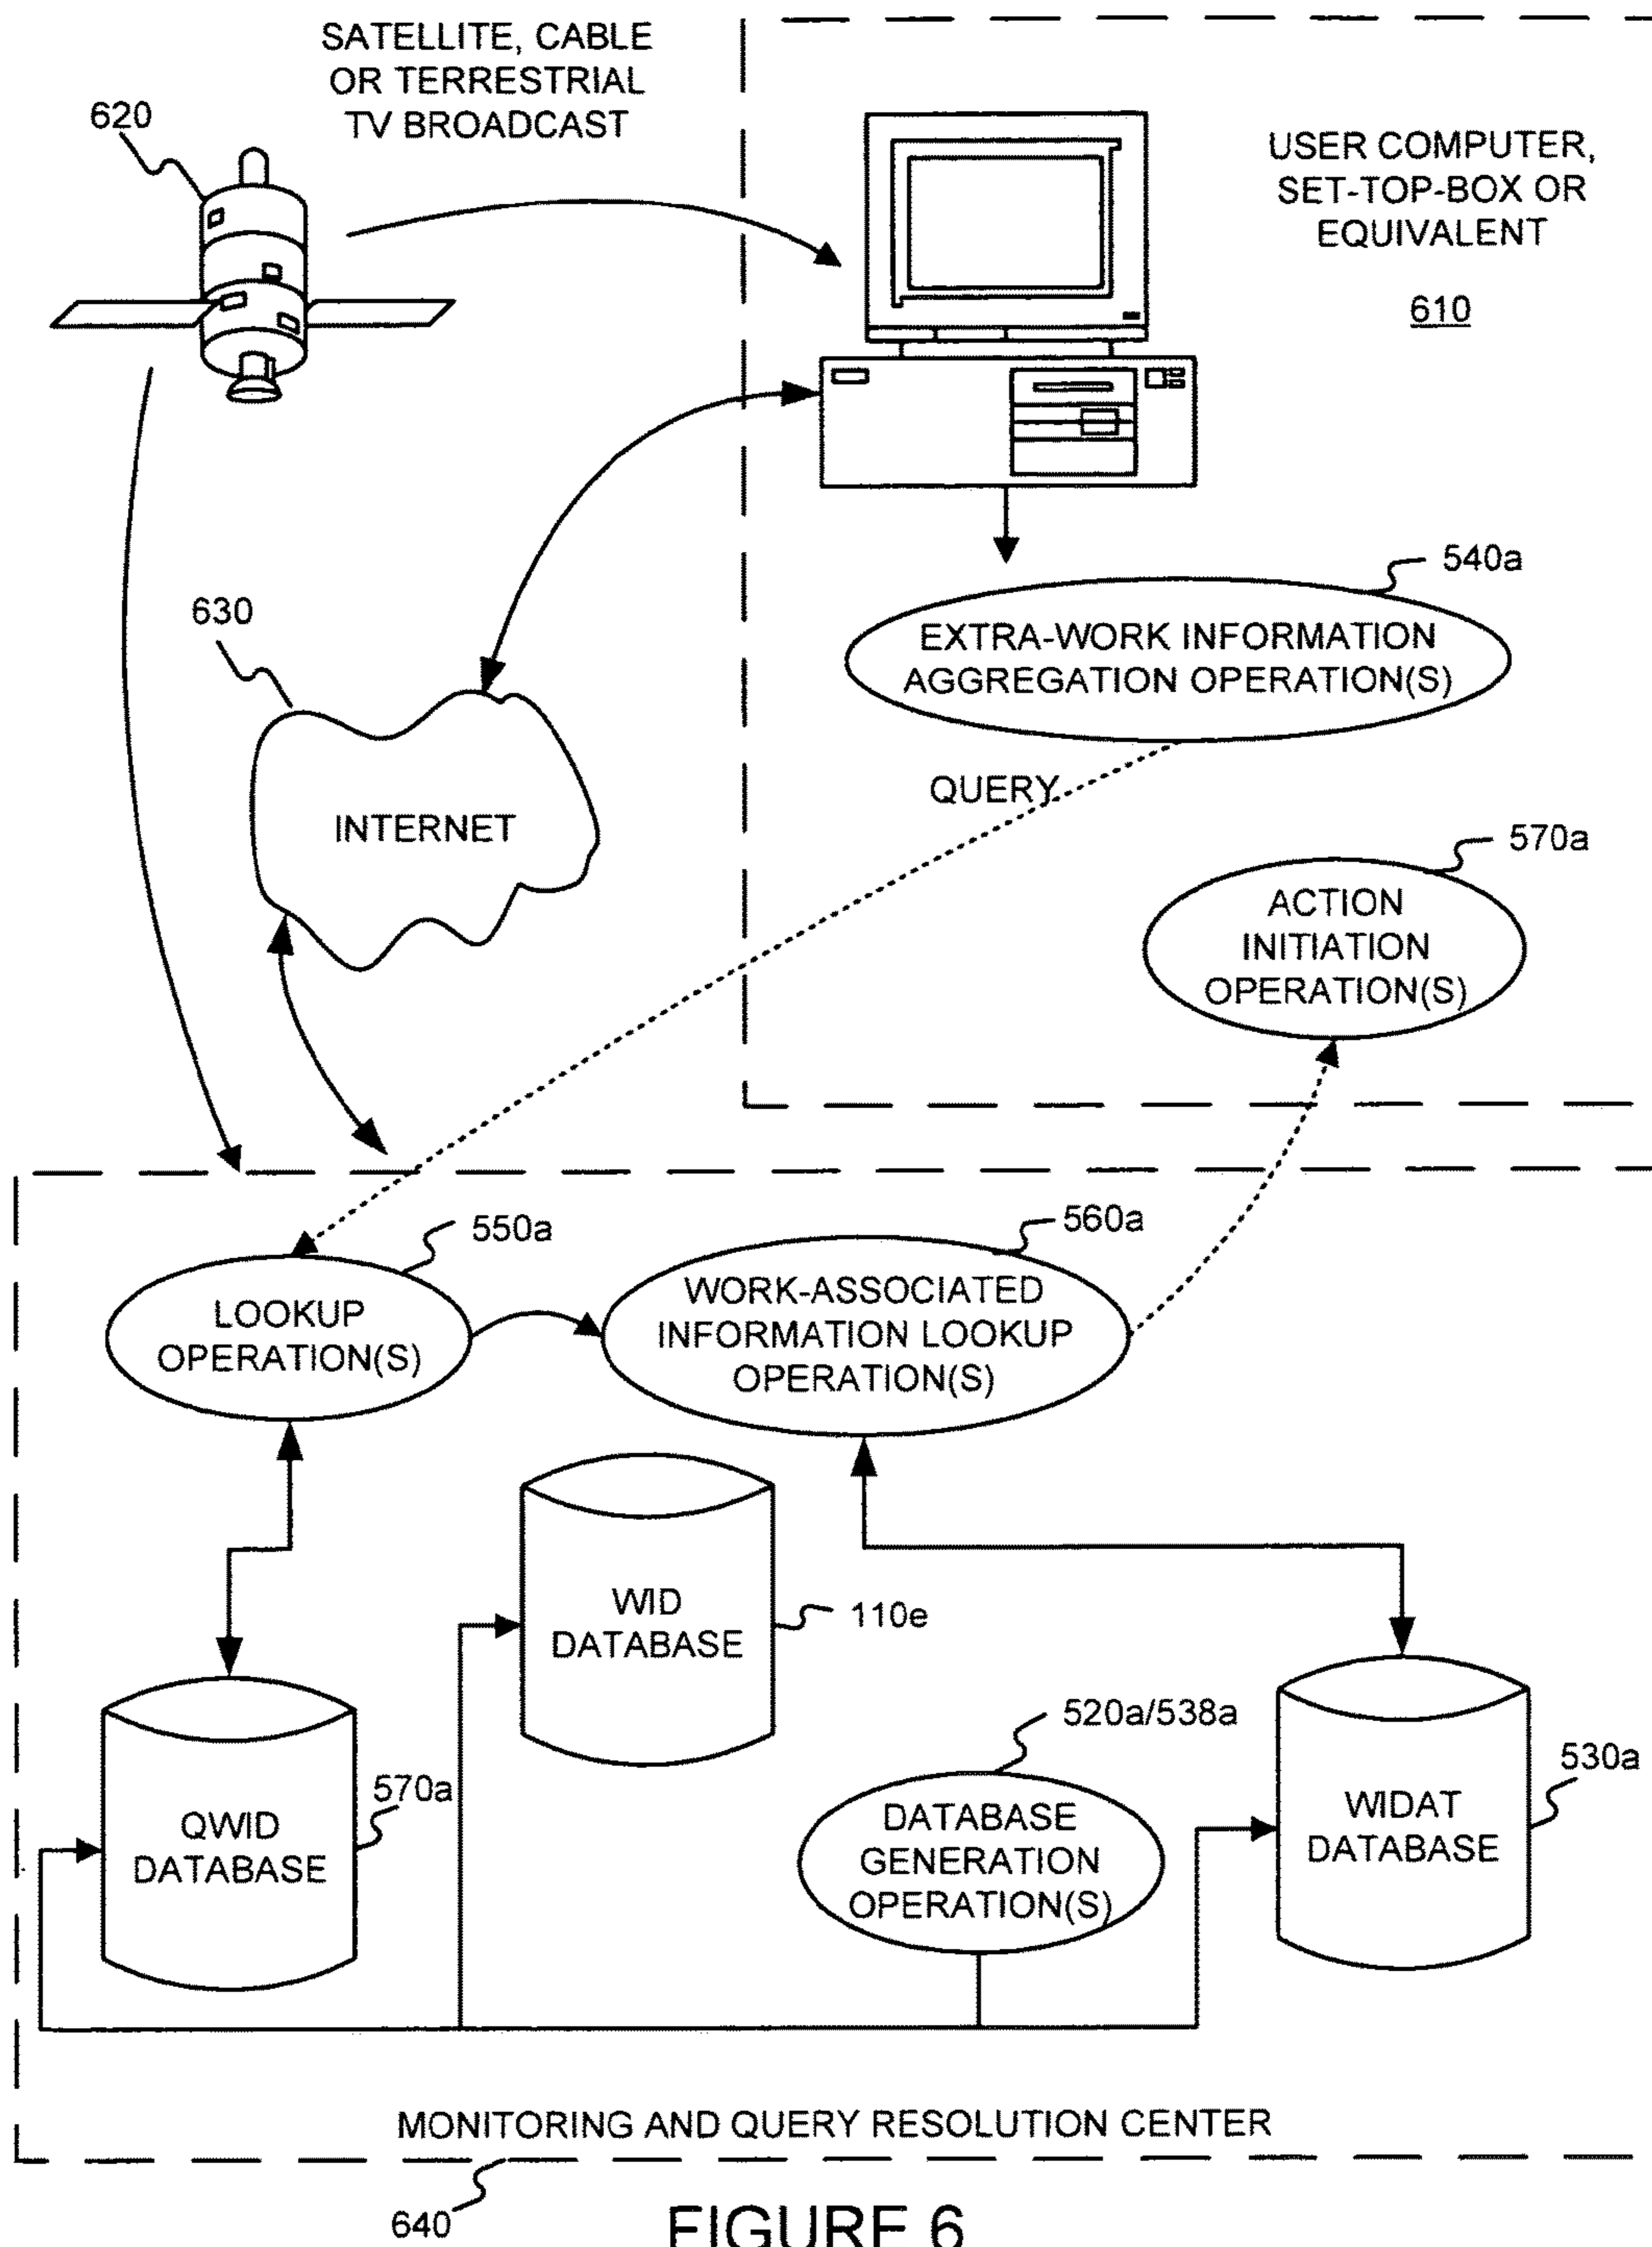 SATELLITE, CABLE
OR TERRESTRIAL
TV BROADCAST
620
USER COMPUTER,
SET-TOP-BOX OR
EQUIVALENT
610
540a
EXTRA-WORK INFORMATION
AGGREGATION OPERATION(S)
630
INTERNET
QUERY
570a
ACTION
INITIATION
OPERATION(S)
550a
LOOKUP
OPERATION(S)
560a
WORK-ASSOCIATED
INFORMATION LOOKUP
OPERATION(S)
WID
DATABASE
110e
QWID
DATABASE
570a
520a/538a
DATABASE
GENERATION
OPERATION(S)
WIDAT
DATABASE
530a
MONITORING AND QUERY RESOLUTION CENTER
640
FIGURE 6